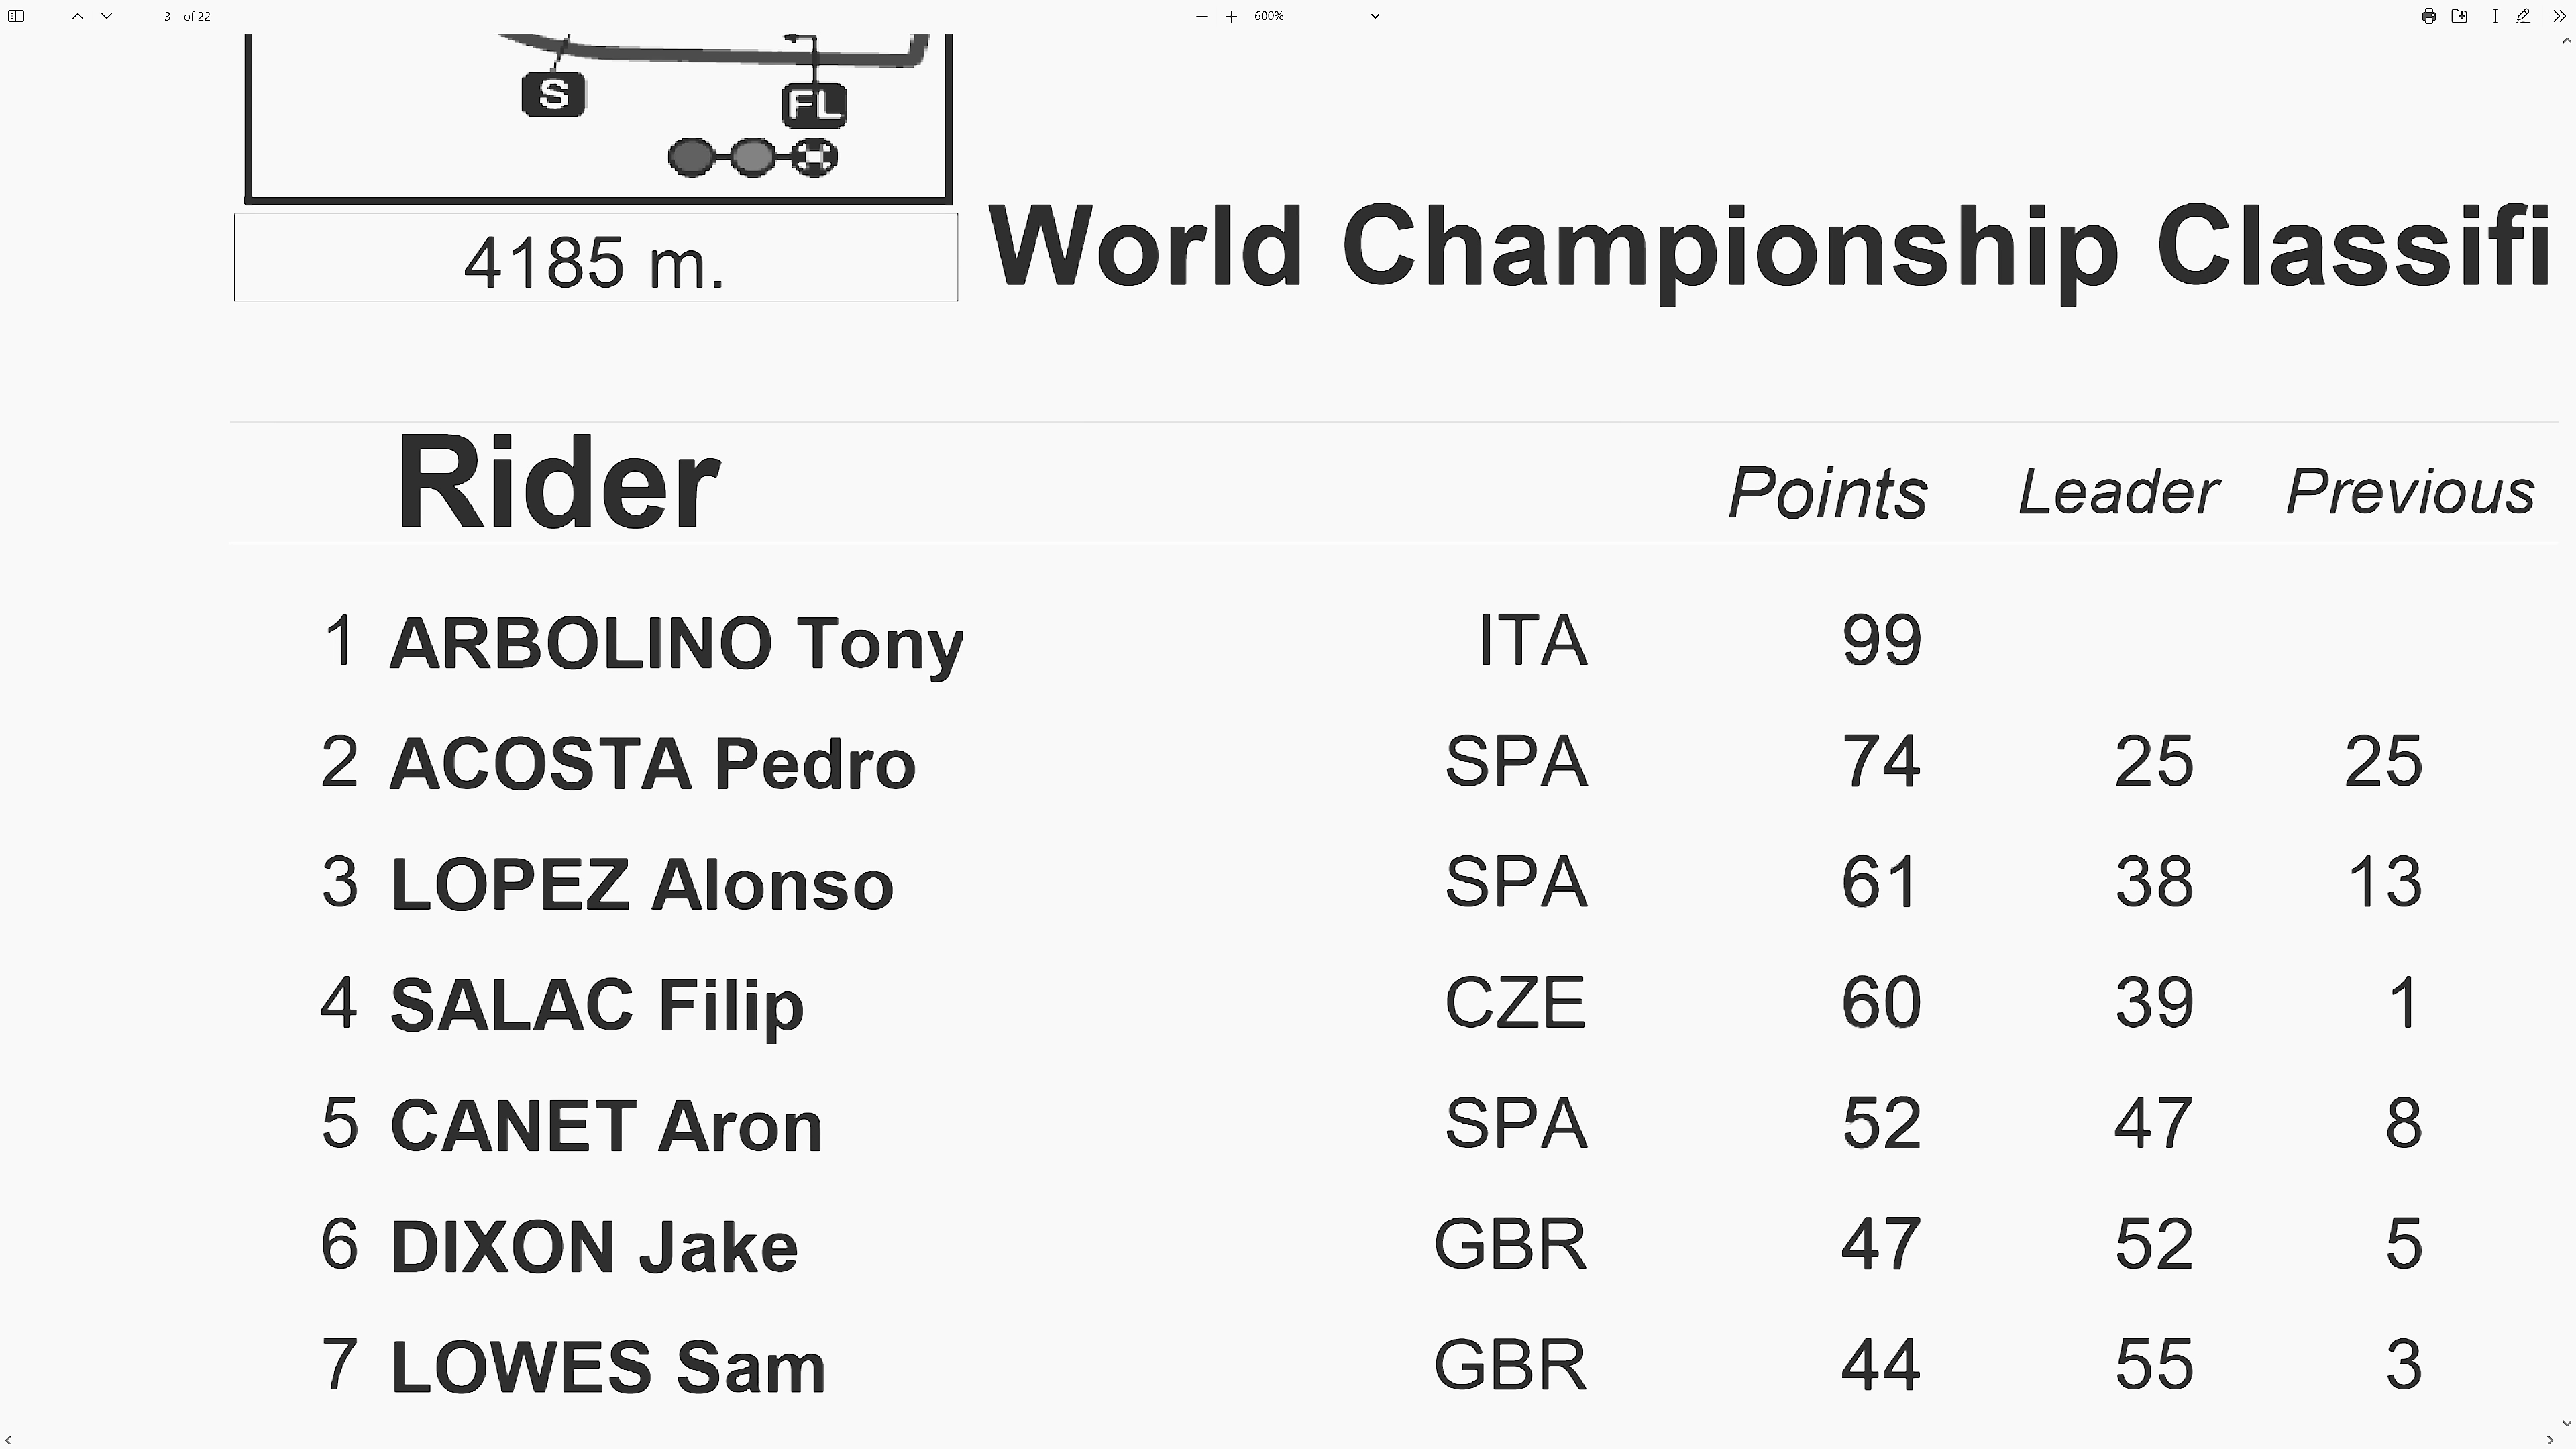 3 of 22 600%
S
FL
4185 m.
World Championship Classifi
Rider Points Leader Previous
1 ARBOLINO Tony ITA 99
2 ACOSTA Pedro SPA 74 25 25
3 LOPEZ Alonso SPA 61 38 13
4 SALAC Filip CZE 60 39 1
5 CANET Aron SPA 52 47 8
6 DIXON Jake GBR 47 52 5
7 LOWES Sam GBR 44 55 3